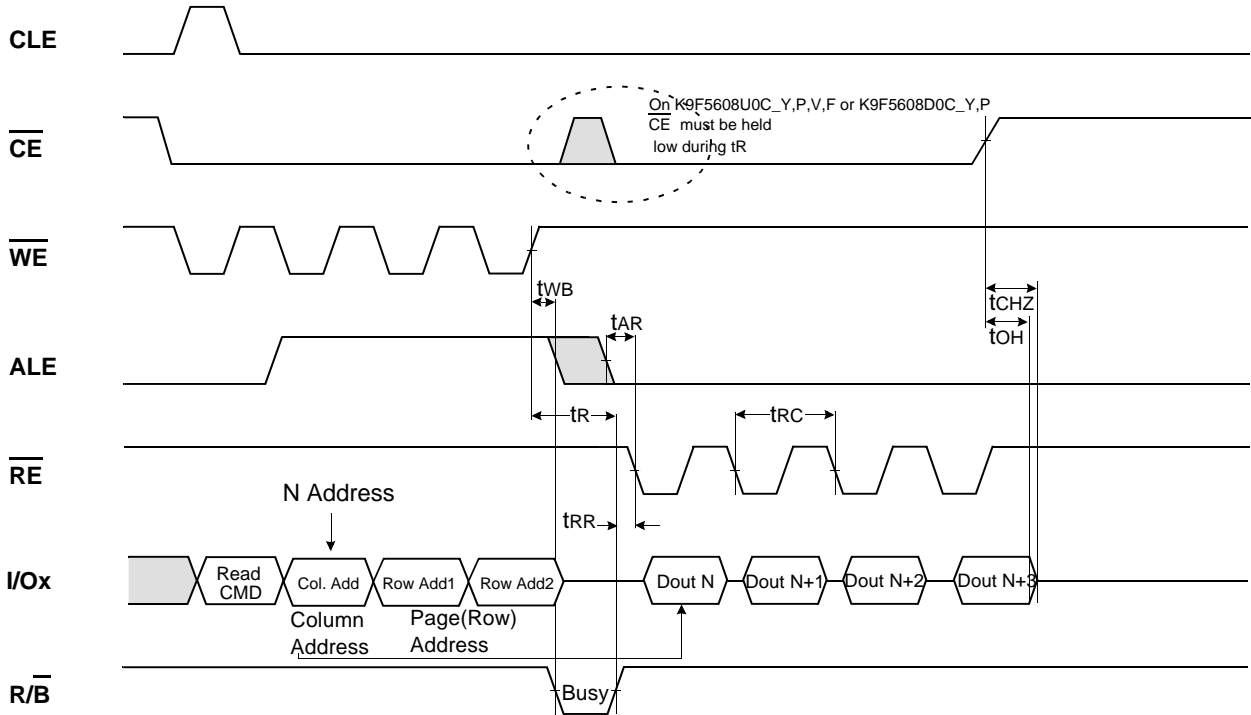 CLE
On K9F5608U0C_Y,P,V,F or K9F5608D0C_Y,P
CE must be held
low during tR
CE
WE
tWB
tCHZ
tAR
tOH
ALE
tR
tRC
RE
N Address
tRR
I/Ox
Read
CMD
Col. Add
Row Add1
Row Add2
Dout N
Dout N+1
Dout N+2
Dout N+3
Column
Address
Page(Row)
Address
R/B
Busy